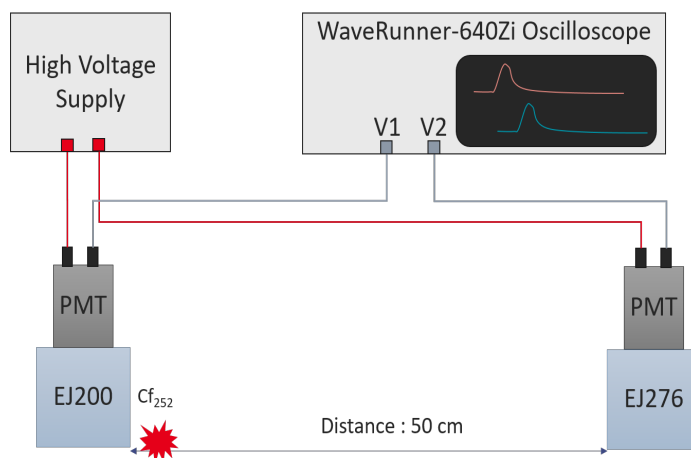 High Voltage
Supply
WaveRunner-640Zi Oscilloscope
V1 V2
PMT
PMT
EJ200
Cf252
EJ276
Distance : 50 cm